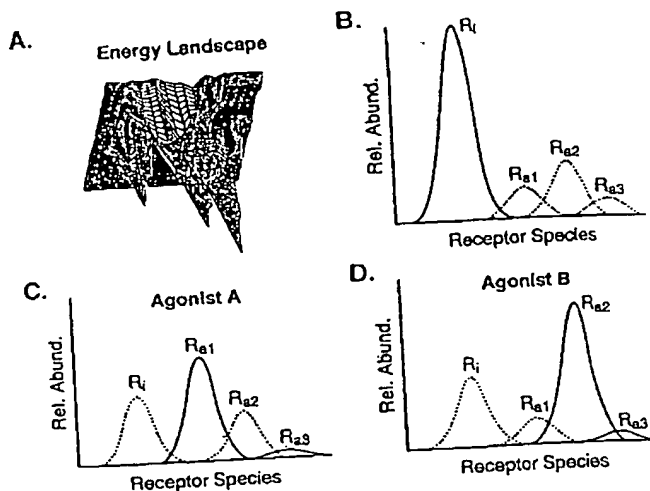 A.
Energy Landscape
B.
Ri
Ra1
Ra2
Ra3
Rel. Abund.
Receptor Species
C.
Agonist A
Ri
Ra1
Ra2
Ra3
Rel. Abund.
Receptor Species
D.
Agonist B
Ri
Ra1
Ra2
Ra3
Rel. Abund.
Receptor Species